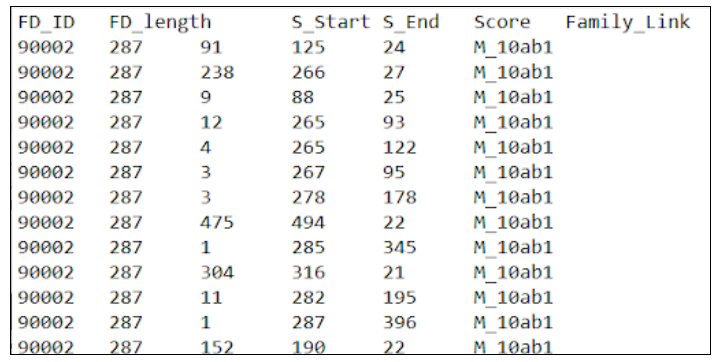 FD_ID FD_length S_Start S_End Score Family_Link
90002 287 91 125 24 M_10ab1
90002 287 238 266 27 M_10ab1
90002 287 9 88 25 M_10ab1
90002 287 12 265 93 M_10ab1
90002 287 4 265 122 M_10ab1
90002 287 3 267 95 M_10ab1
90002 287 3 278 178 M_10ab1
90002 287 475 494 22 M_10ab1
90002 287 1 285 345 M_10ab1
90002 287 304 316 21 M_10ab1
90002 287 11 282 195 M_10ab1
90002 287 1 287 396 M_10ab1
90002 287 152 190 22 M_10ab1